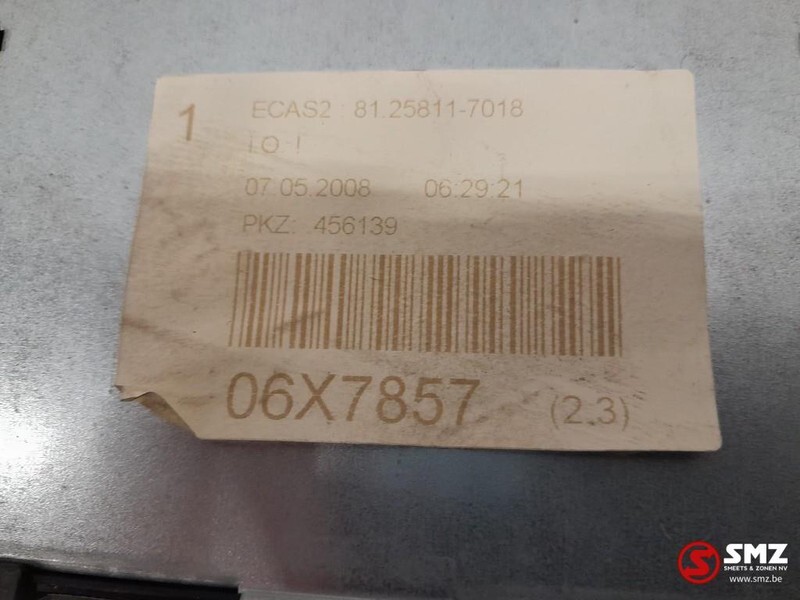 1
ECAS2 : 81.25811-7018
LO !
07.05.2008 06:29:21
PKZ: 456139
06X7857 (2.3)
SMZ
SMEETS & ZONEN NV
www.smz.be